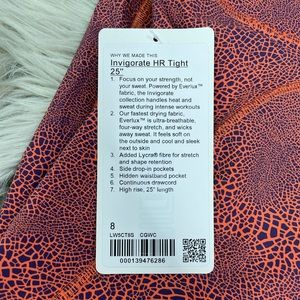 WHY WE MADE THIS
Invigorate HR Tight
25"
1. Focus on your strength, not
your sweat. Powered by Everlux™
fabric, the Invigorate
collection handles heat and
sweat during intense workouts
2. Our fastest drying fabric,
Everlux™ is ultra-breathable,
four-way stretch, and wicks
away sweat. It feels soft on
the outside and cool and sleek
next to skin
3. Added Lycra® fibre for stretch
and shape retention
4. Side drop-in pockets
5. Hidden waistband pockets
6. Continuous drawcord
7. High rise, 25" length
8
LW5CT8S CGWC
000139476286